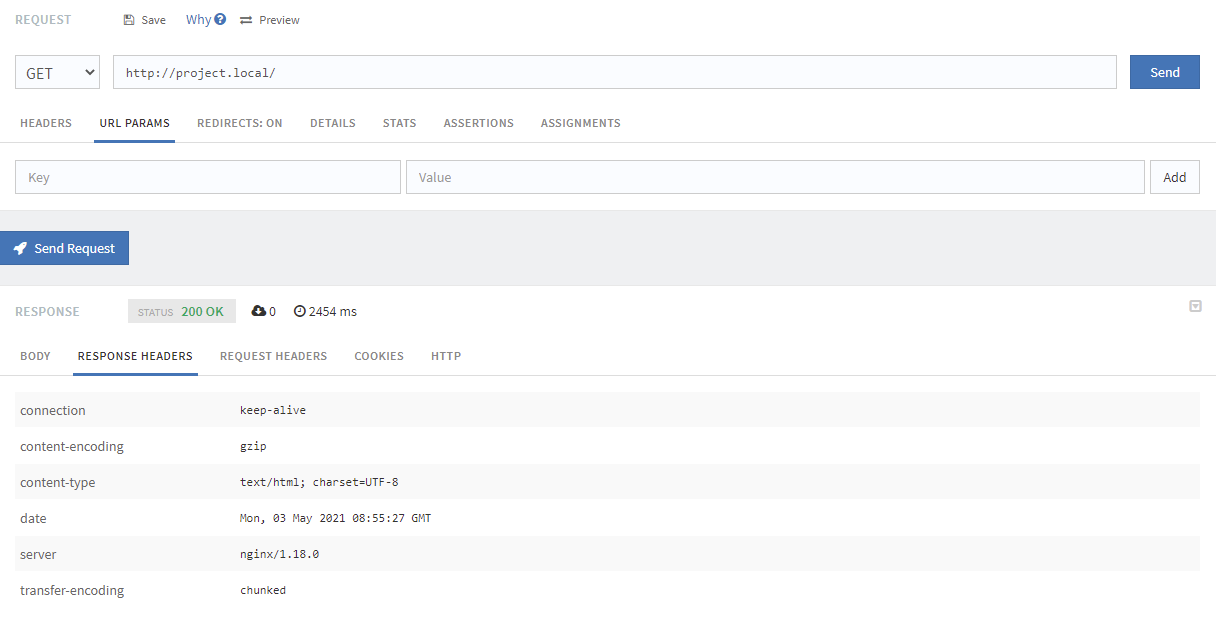 REQUEST Save Why Preview
GET http://project.local/ Send
HEADERS URL PARAMS REDIRECTS: ON DETAILS STATS ASSERTIONS ASSIGNMENTS
Key Value Add
Send Request
RESPONSE STATUS 200 OK 0 2454 ms
BODY RESPONSE HEADERS REQUEST HEADERS COOKIES HTTP
connection keep-alive
content-encoding gzip
content-type text/html; charset=UTF-8
date Mon, 03 May 2021 08:55:27 GMT
server nginx/1.18.0
transfer-encoding chunked